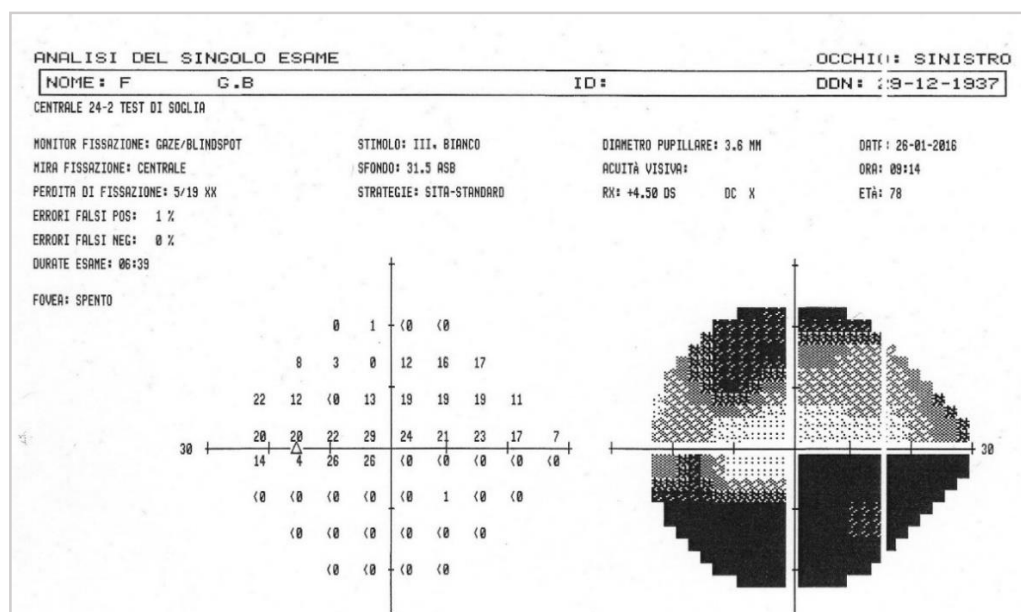 ANALISI DEL SINGOLO ESAME OCCHIO: SINISTRO
NOME: F G.B ID: DDN: 29-12-1937
CENTRALE 24-2 TEST DI SOGLIA
MONITOR FISSAZIONE: GAZE/BLINDSPOT STIMOLO: III, BIANCO DIAMETRO PUPILLARE: 3.6 MM DATE: 26-01-2016
MIRA FISSAZIONE: CENTRALE SFONDO: 31.5 ASB ACUITÀ VISIVA: ORA: 09:14
PERDITA DI FISSAZIONE: 5/19 XX STRATEGIE: SITA-STANDARD RX: +4.50 DS DC X ETÀ: 78
ERRORI FALSI POS: 1 %
ERRORI FALSI NEG: 0 %
DURATE ESAME: 06:39
FOVEA: SPENTO
0 1 <0 <0
8 3 0 12 16 17
22 12 <0 13 19 19 19 11
20 20 22 29 24 21 23 17 7
30 30
14 4 26 26 <0 <0 <0 <0 <0
<0 <0 <0 <0 <0 1 <0 <0
<0 <0 <0 <0 <0 <0
<0 <0 <0 <0